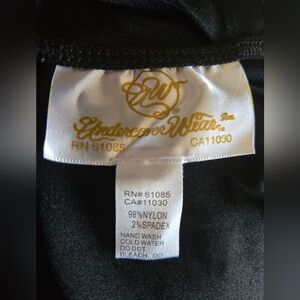 UW
Undercover Wear Inc.
RN 61085 CA11030
RN# 61085
CA#11030
98%NYLON
2%SPADEX
HAND WASH
COLD WATER
DO DOT
BLEACH, DO